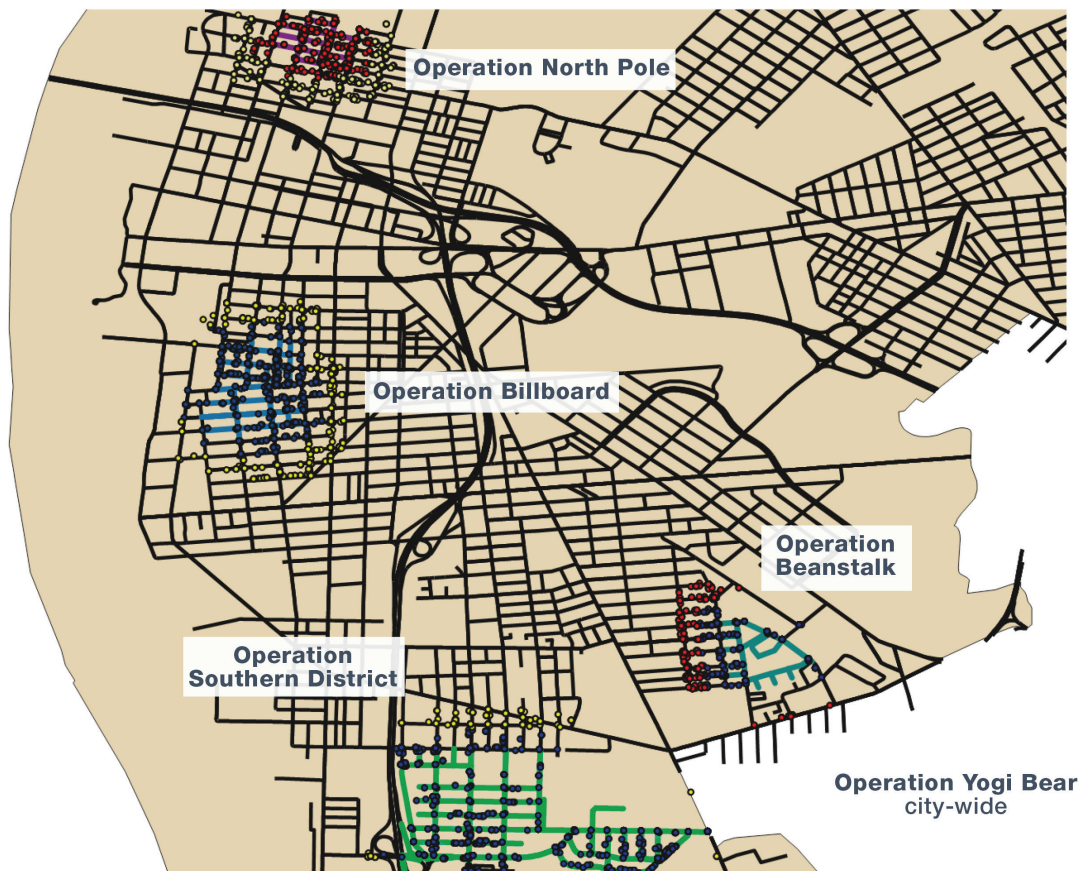 Operation North Pole
Operation Billboard
Operation
Beanstalk
Operation
Southern District
Operation Yogi Bear
city-wide